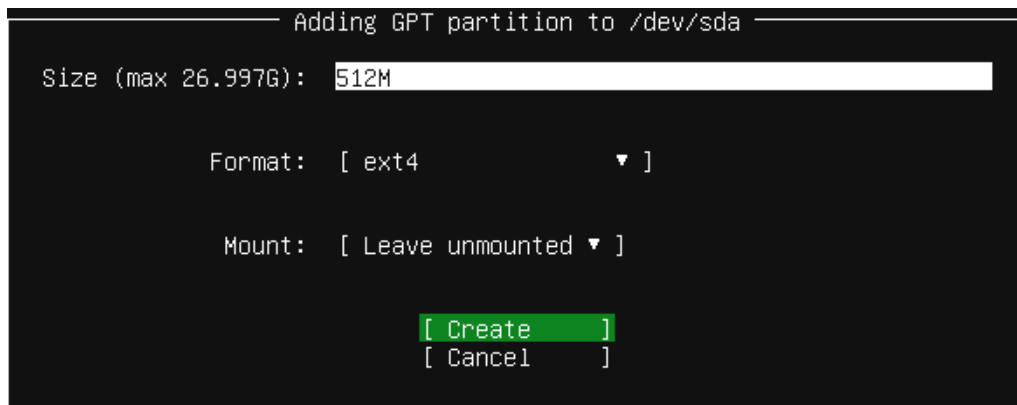 Adding GPT partition to /dev/sda
Size (max 26.997G): 512M
Format: [ ext4 ▼ ]
Mount: [ Leave unmounted ▼ ]
[ Create ]
[ Cancel ]